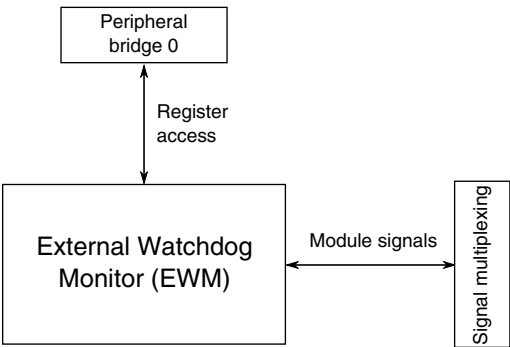 Peripheral
bridge 0
Register
access
External Watchdog
Monitor (EWM)
Module signals
Signal multiplexing